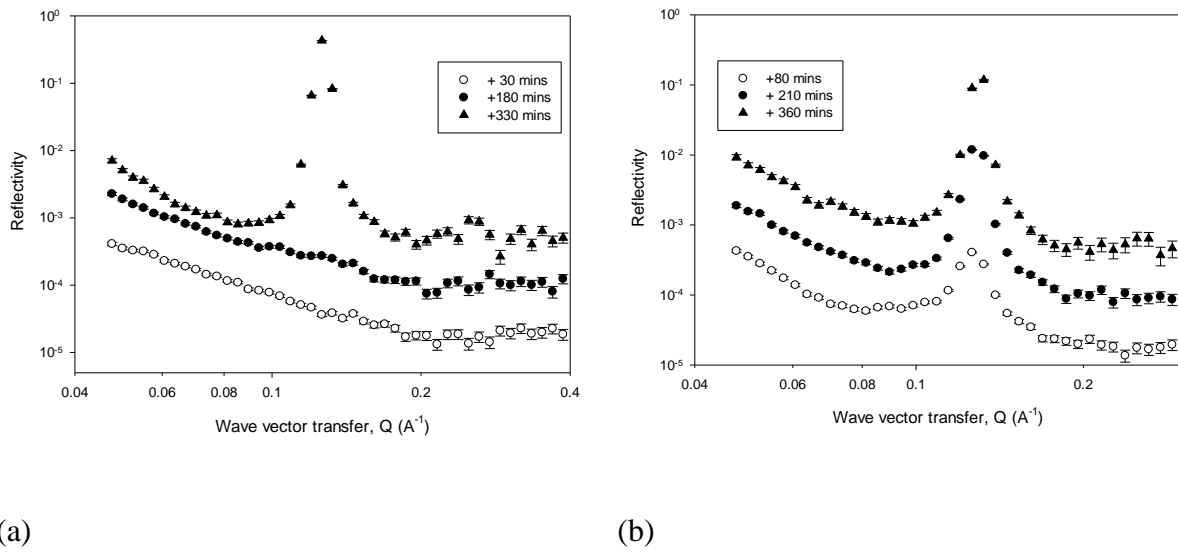 10⁰
10⁻¹
10⁻²
10⁻³
10⁻⁴
10⁻⁵
Reflectivity
0.04 0.06 0.08 0.1 0.2 0.4
Wave vector transfer, Q (A⁻¹)
+ 30 mins
+180 mins
+330 mins
(a)
10⁰
10⁻¹
10⁻²
10⁻³
10⁻⁴
10⁻⁵
Reflectivity
0.04 0.06 0.08 0.1 0.2
Wave vector transfer, Q (A⁻¹)
+80 mins
+ 210 mins
+ 360 mins
(b)